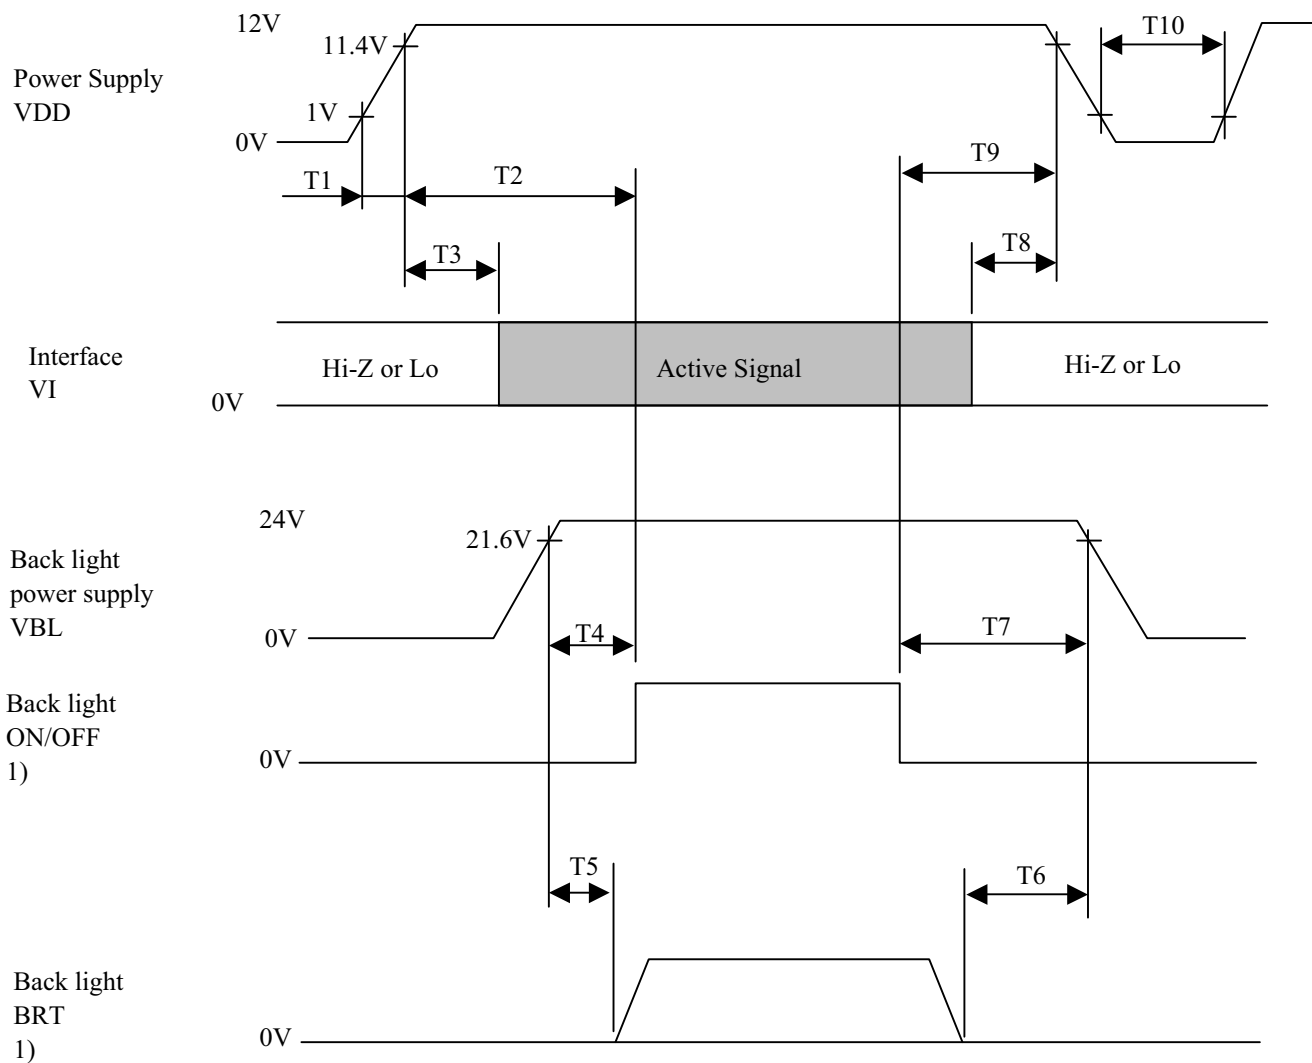 12V
11.4V
T10
Power Supply
VDD
1V
0V
T9
T1
T2
T8
T3
Interface
VI
Hi-Z or Lo
Active Signal
Hi-Z or Lo
0V
24V
21.6V
Back light
power supply
VBL
0V
T4
T7
Back light
ON/OFF
1)
0V
T5
T6
Back light
BRT
1)
0V